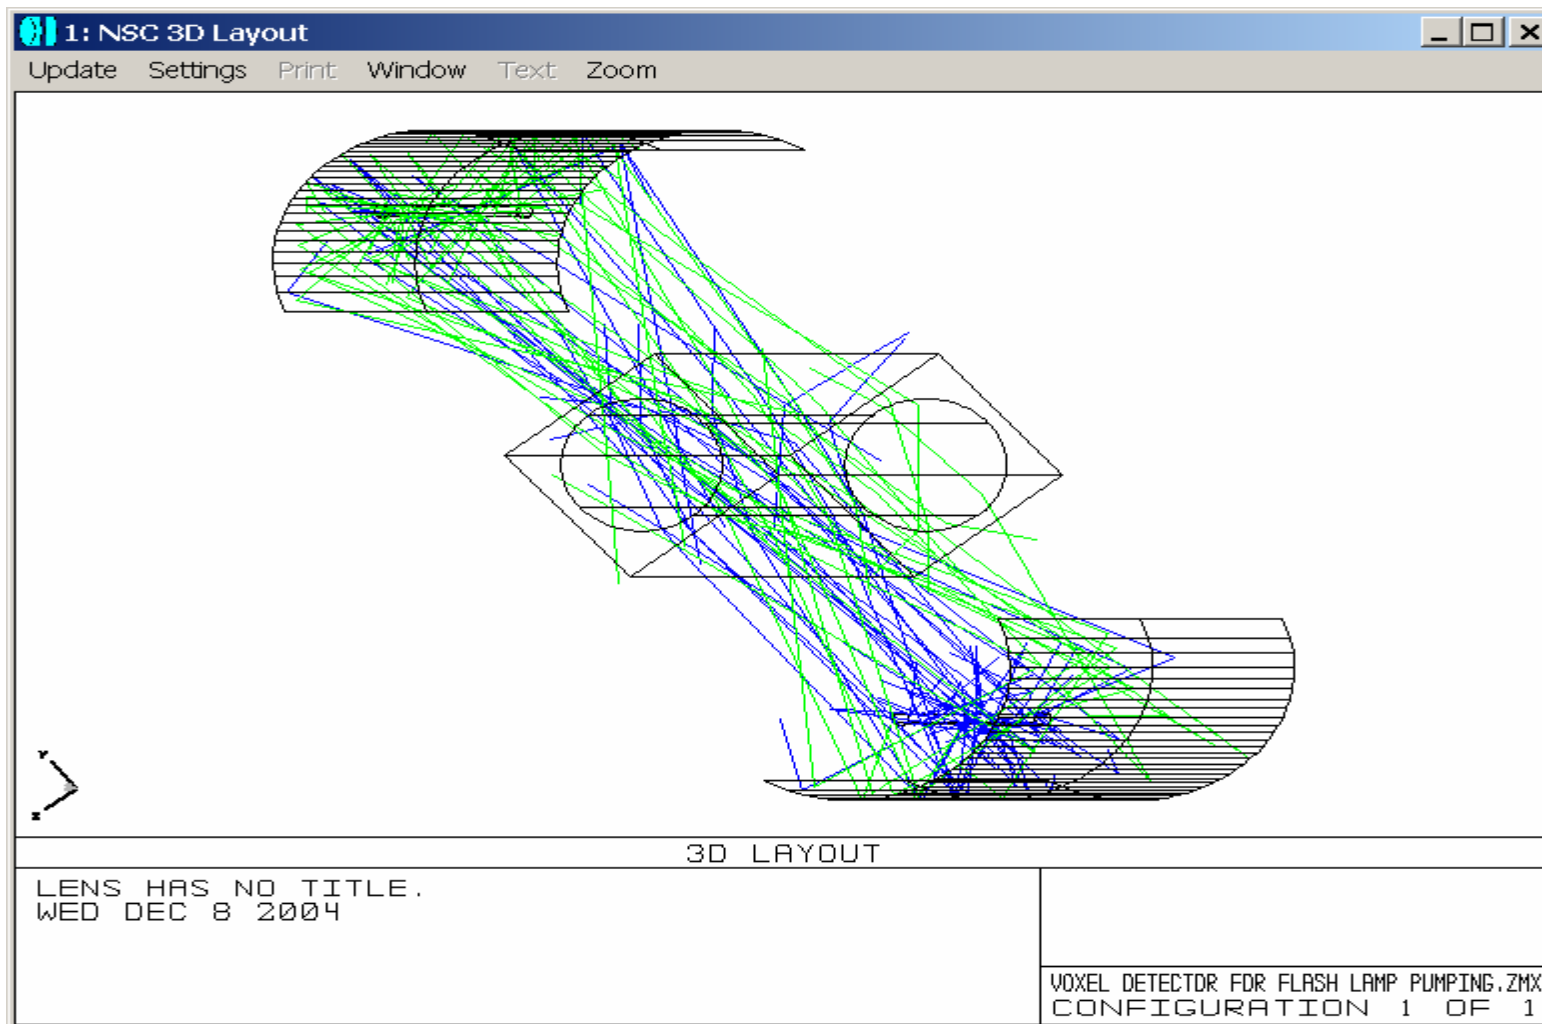 1: NSC 3D Layout
Update Settings Print Window Text Zoom
Y
Z
3D LAYOUT
LENS HAS NO TITLE.
WED DEC 8 2004
VOXEL DETECTOR FOR FLASH LAMP PUMPING.ZMX
CONFIGURATION 1 OF 1